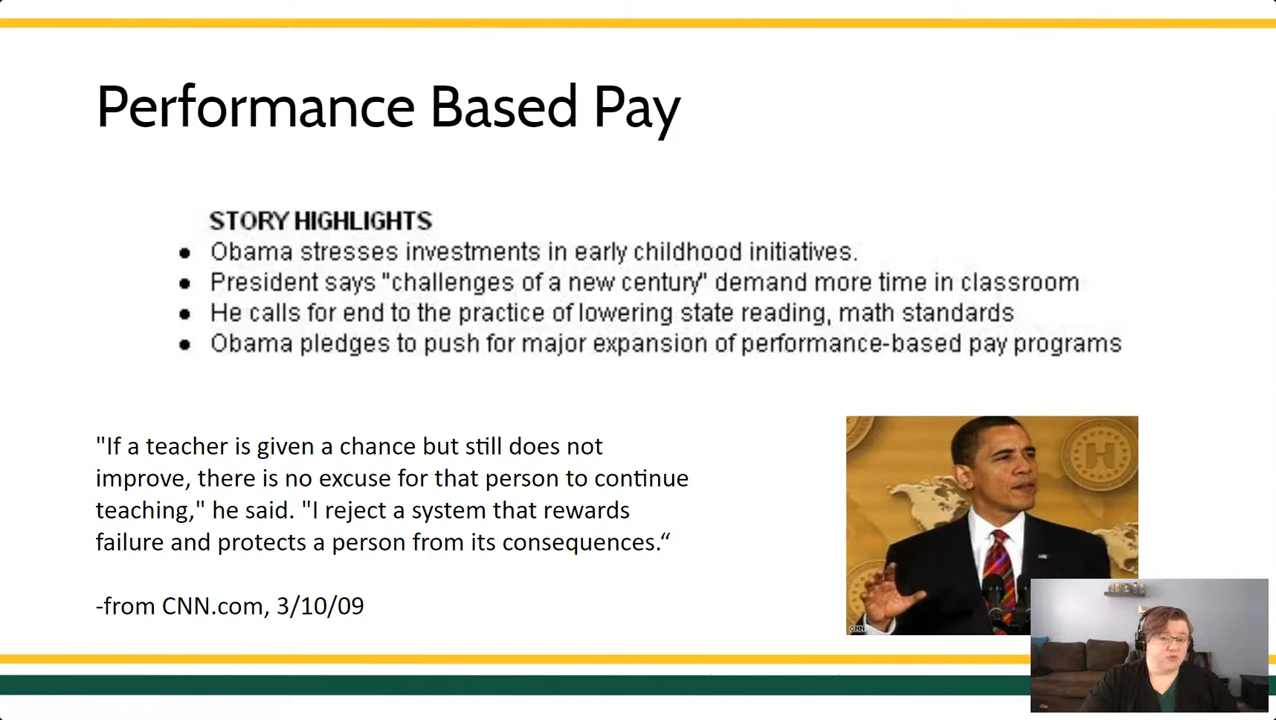 Performance Based Pay
STORY HIGHLIGHTS
● Obama stresses investments in early childhood initiatives.
● President says "challenges of a new century" demand more time in classroom
● He calls for end to the practice of lowering state reading, math standards
● Obama pledges to push for major expansion of performance-based pay programs
"If a teacher is given a chance but still does not
improve, there is no excuse for that person to continue
teaching," he said. "I reject a system that rewards
failure and protects a person from its consequences.“
-from CNN.com, 3/10/09
CNN